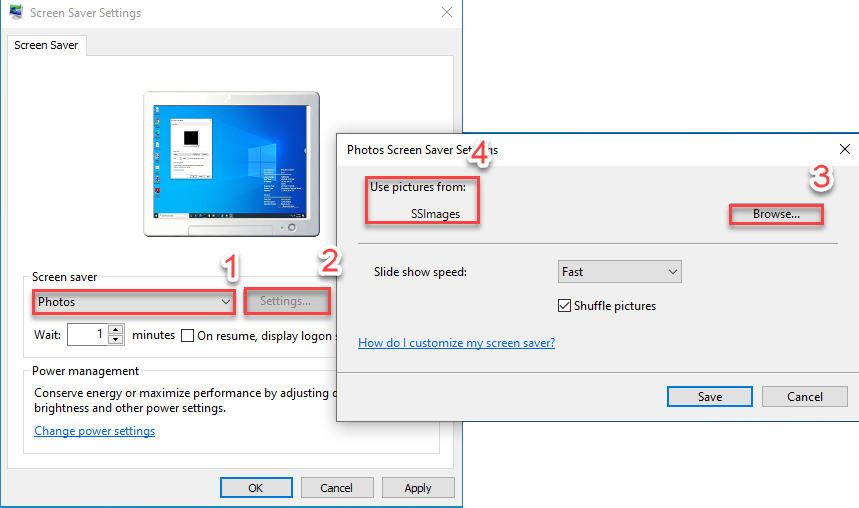 Screen Saver Settings
Screen Saver
Screen saver
1
2
Photos
Settings...
Wait:
1
minutes
On resume, display logon s
Power management
Conserve energy or maximize performance by adjusting
brightness and other power settings.
Change power settings
OK
Cancel
Apply
Photos Screen Saver Settings
4
3
Use pictures from:
SSImages
Browse...
Slide show speed:
Fast
Shuffle pictures
How do I customize my screen saver?
Save
Cancel